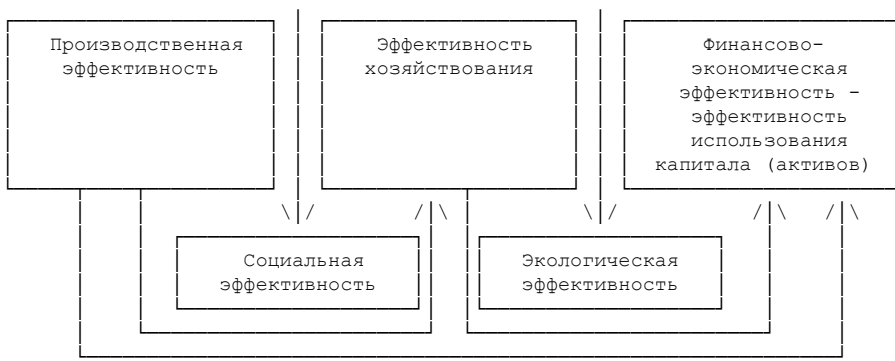 Производственная
эффективность
Эффективность
хозяйствования
Финансово-
экономическая
эффективность -
эффективность
использования
капитала (активов)
Социальная
эффективность
Экологическая
эффективность